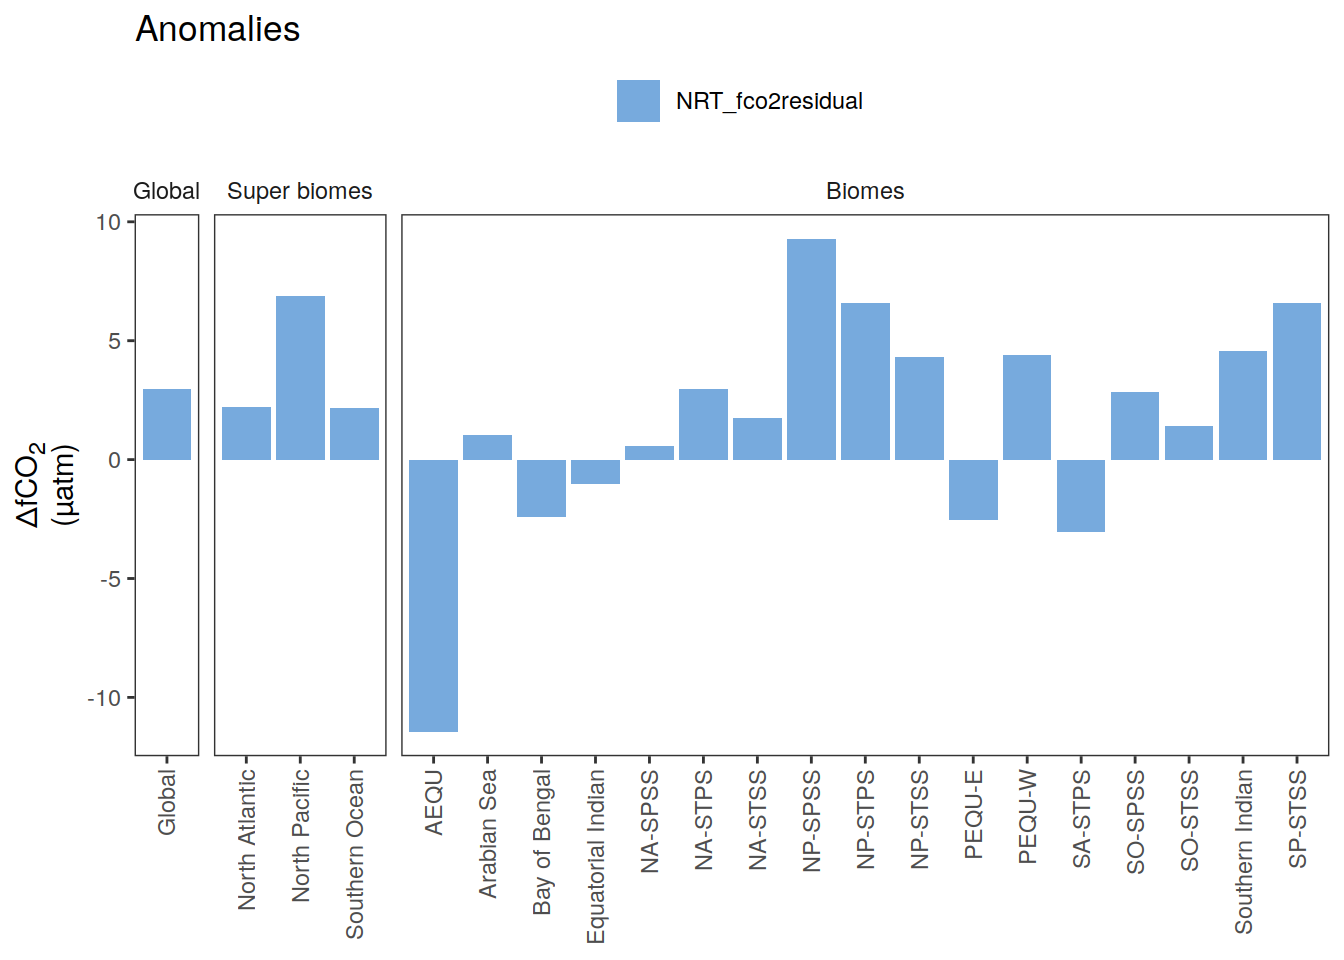 Anomalies
NRT_fco2residual
Global
Super biomes
Biomes
ΔfCO₂
(µatm)
10
5
0
-5
-10
Global
North Atlantic
North Pacific
Southern Ocean
AEQU
Arabian Sea
Bay of Bengal
Equatorial Indian
NA-SPSS
NA-STPS
NA-STSS
NP-SPSS
NP-STPS
NP-STSS
PEQU-E
PEQU-W
SA-STPS
SO-SPSS
SO-STSS
Southern Indian
SP-STSS